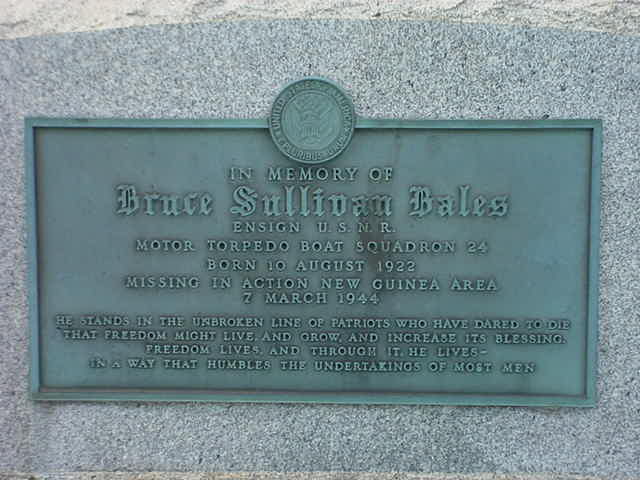 UNITED STATES OF AMERICA
E PLURIBUS UNUM
IN MEMORY OF
Bruce Sullivan Bales
ENSIGN U.S.N.R.
MOTOR TORPEDO BOAT SQUADRON 24
BORN 10 AUGUST 1922
MISSING IN ACTION NEW GUINEA AREA
7 MARCH 1944
HE STANDS IN THE UNBROKEN LINE OF PATRIOTS WHO HAVE DARED TO DIE
THAT FREEDOM MIGHT LIVE, AND GROW, AND INCREASE ITS BLESSING.
FREEDOM LIVES, AND THROUGH IT, HE LIVES-
IN A WAY THAT HUMBLES THE UNDERTAKINGS OF MOST MEN